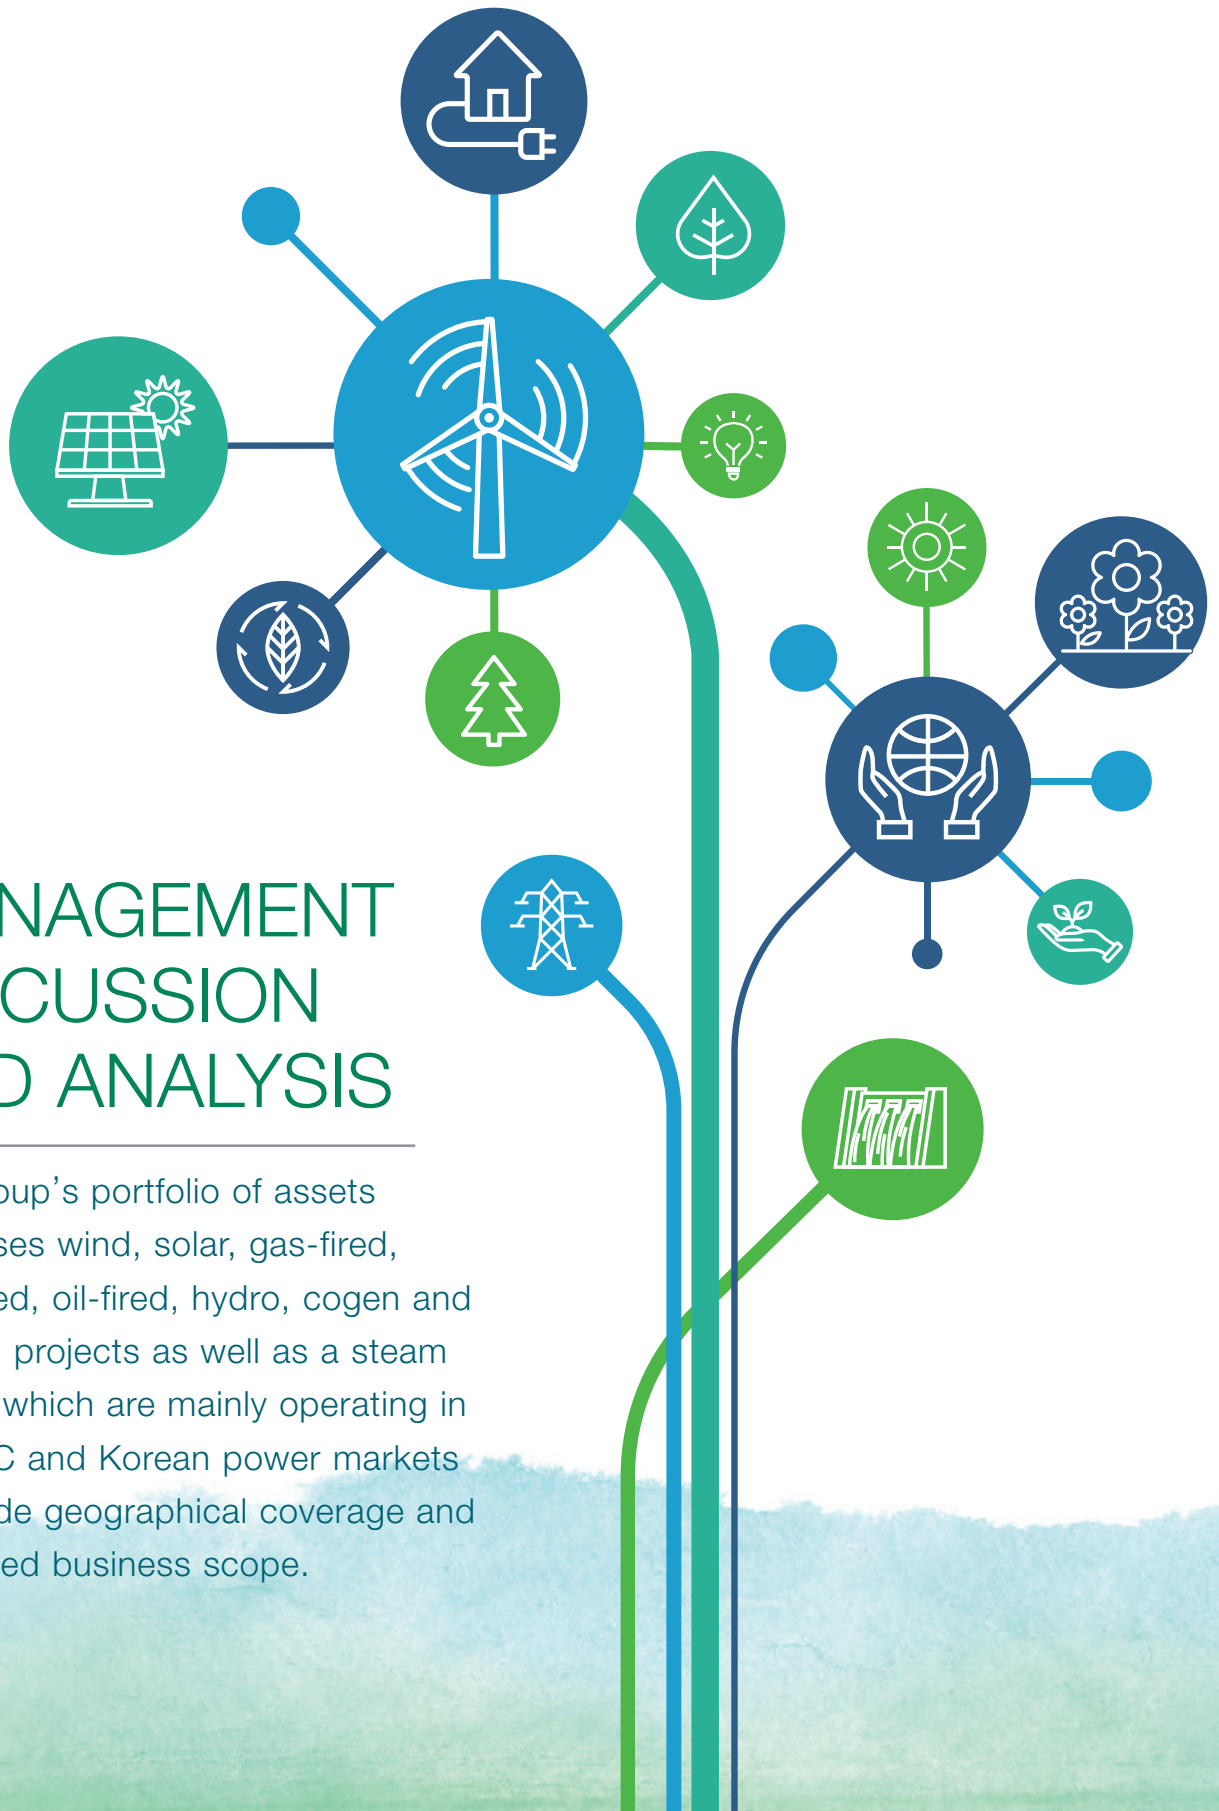 NAGEMENT
CUSSION
D ANALYSIS
oup's portfolio of assets
ses wind, solar, gas-fired,
ed, oil-fired, hydro, cogen and
projects as well as a steam
which are mainly operating in
C and Korean power markets
de geographical coverage and
ed business scope.